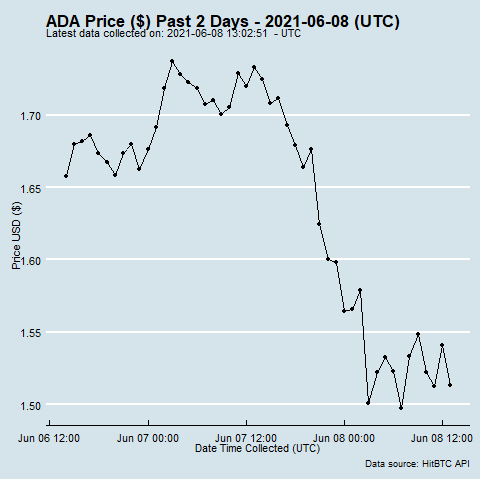 ADA Price ($) Past 2 Days - 2021-06-08 (UTC)
Latest data collected on: 2021-06-08 13:02:51 - UTC
Price USD ($)
1.70
1.65
1.60
1.55
1.50
Jun 06 12:00 Jun 07 00:00 Jun 07 12:00 Jun 08 00:00 Jun 08 12:00
Date Time Collected (UTC)
Data source: HitBTC API